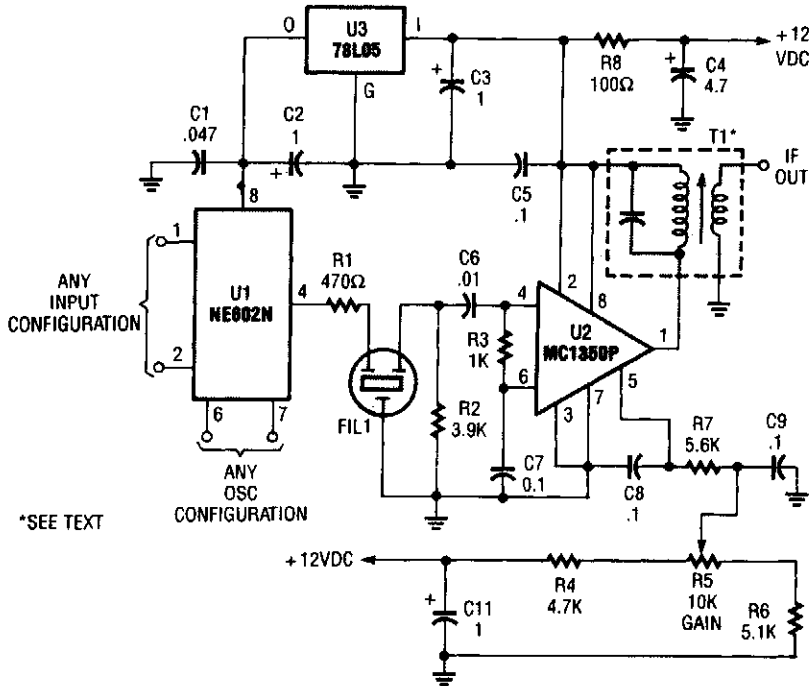 O
U3
78L05
I
G
+12
VDC
R8
100Ω
C4
4.7
+
C3
1
+
C1
.047
C2
1
+
C5
.1
T1*
IF
OUT
8
1
2
ANY
INPUT
CONFIGURATION
U1
NE602N
4
6
7
ANY
OSC
CONFIGURATION
R1
470Ω
FIL1
C6
.01
R2
3.9K
R3
1K
C7
0.1
4
6
2
8
U2
MC1350P
1
5
3
7
C8
.1
R7
5.6K
C9
.1
*SEE TEXT
+12VDC
+
C11
1
R4
4.7K
R5
10K
GAIN
R6
5.1K